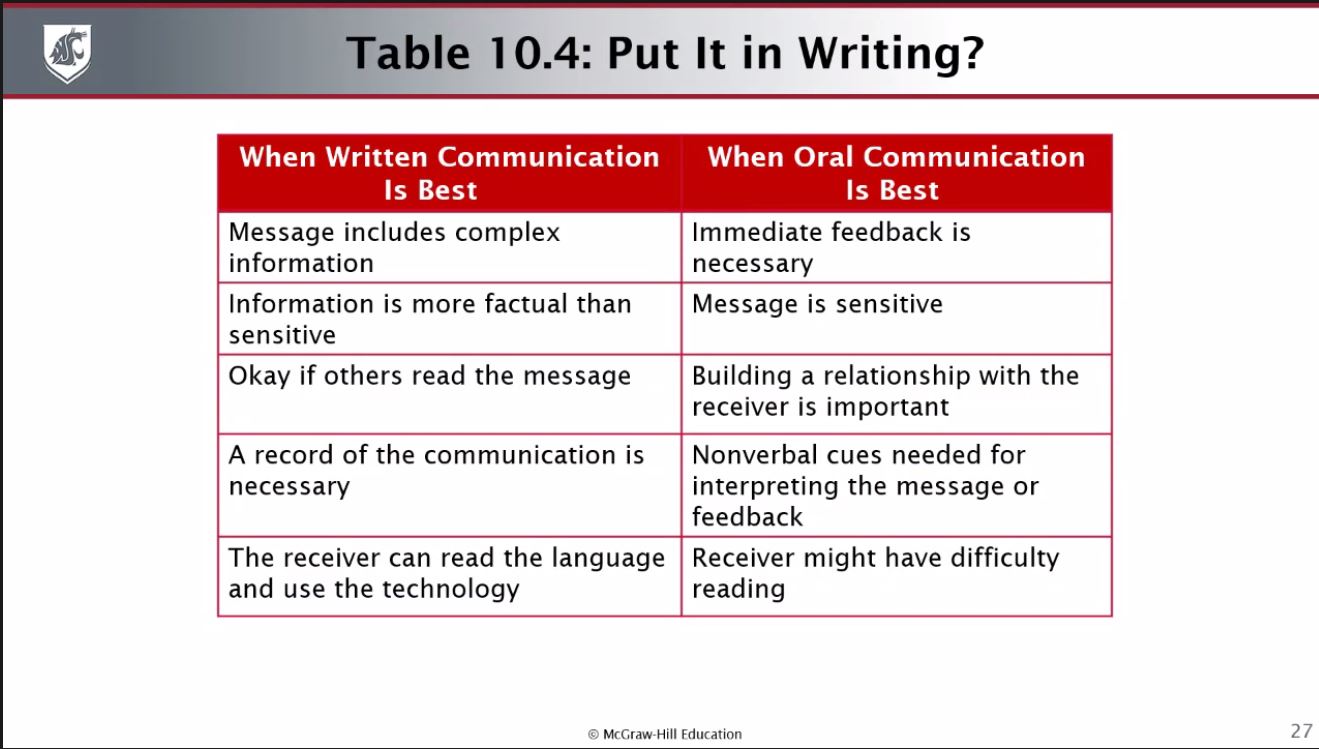 Table 10.4: Put It in Writing?
When Written Communication
Is Best
When Oral Communication
Is Best
Message includes complex
information
Immediate feedback is
necessary
Information is more factual than
sensitive
Message is sensitive
Okay if others read the message
Building a relationship with the
receiver is important
A record of the communication is
necessary
Nonverbal cues needed for
interpreting the message or
feedback
The receiver can read the language
and use the technology
Receiver might have difficulty
reading
© McGraw-Hill Education
27